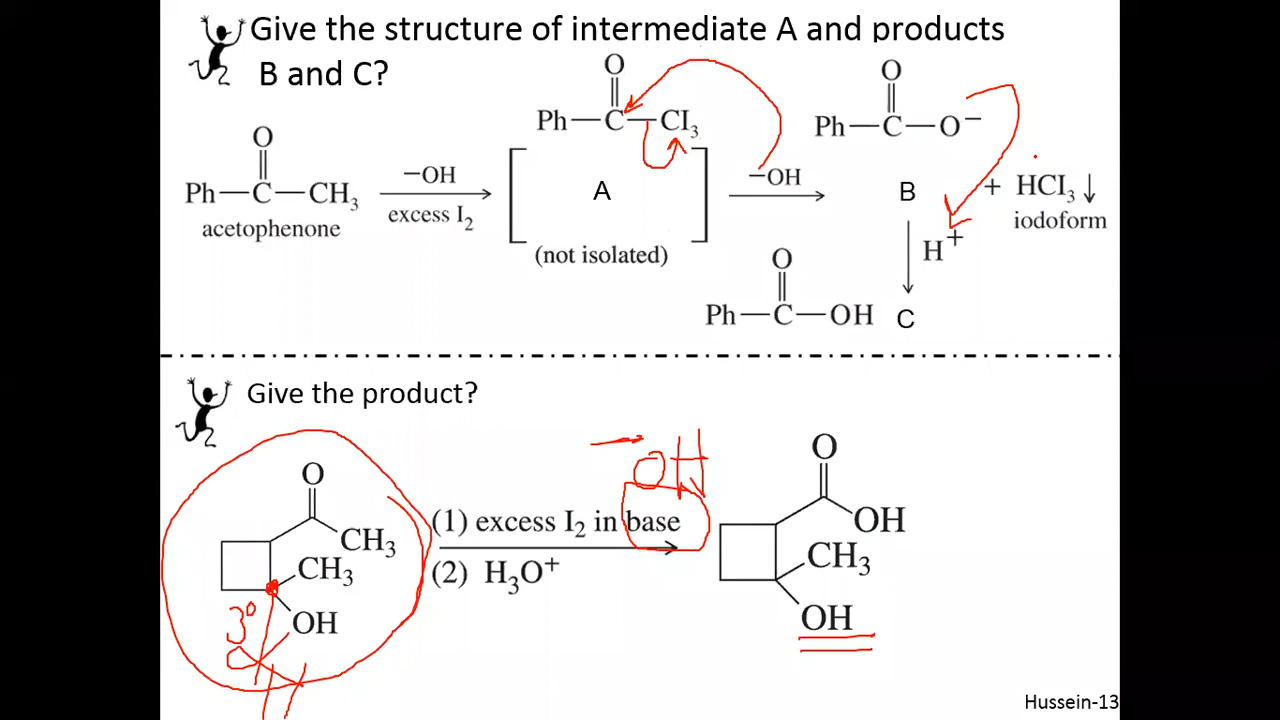 Give the structure of intermediate A and products
B and C?
O
Ph—C—CH₃
acetophenone
−OH
excess I₂
O
Ph—C—CI₃
A
(not isolated)
−OH
O
Ph—C—O−
B
+ HCI₃↓
iodoform
H+
O
Ph—C—OH
C
Give the product?
O
CH₃
CH₃
OH
3°
−OH
(1) excess I₂ in base
(2) H₃O+
O
OH
CH₃
OH
Hussein-13